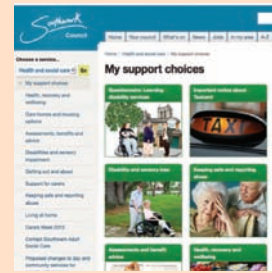 Southwark
Council
Home Your council What's on News Jobs In my area A-Z
Choose a service...
Health and social care Go
Home Health and social care My support choices
My support choices
My support choices
Health, recovery and
wellbeing
Care homes and housing
options
Assessments, benefits and
advice
Disabilities and sensory
impairment
Getting out and about
Support for carers
Keeping safe and reporting
abuse
Living at home
Carers Week 2013
Contact Southwark Adult
Social Care
Proposed changes to day and
community services for
Questionnaire: Learning
disability services
Important notice about
Taxicard
TAXI
Disability and sensory loss
Keeping safe and reporting
abuse
Assessments and benefit
advice
Health, recovery and
wellbeing